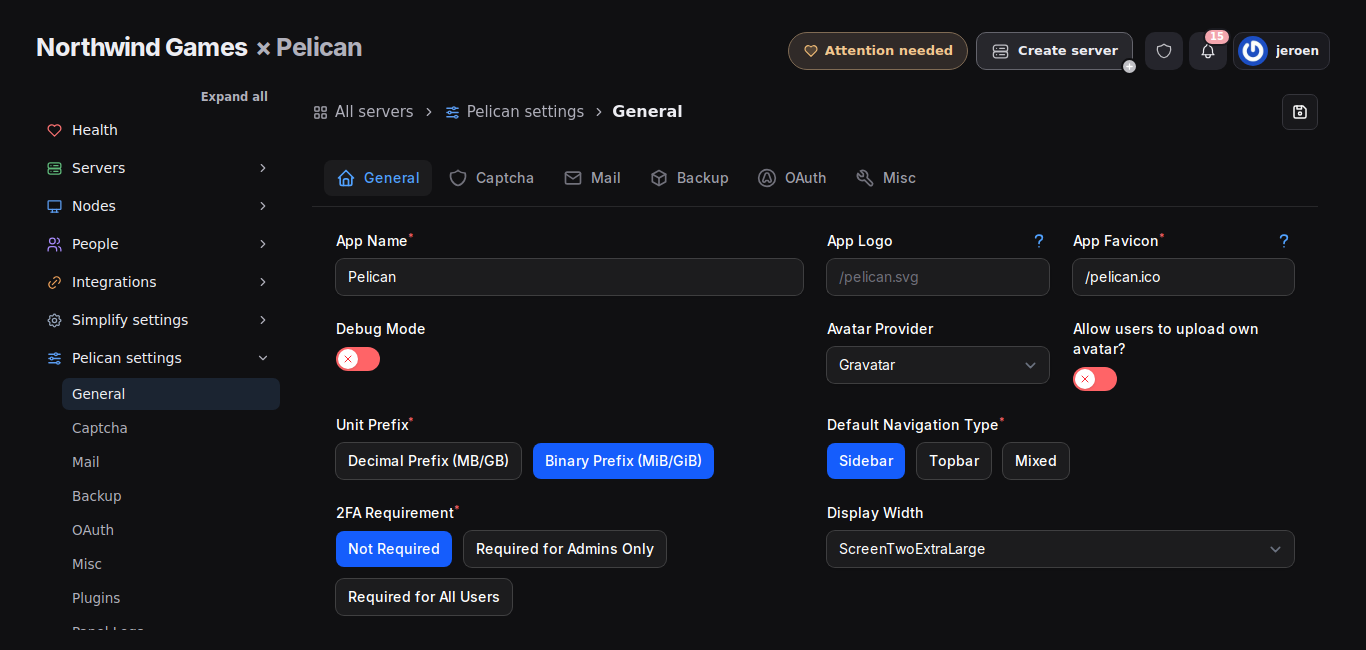 Northwind Games × Pelican
Attention needed
Create server
15
jeroen
Expand all
Health
Servers
Nodes
People
Integrations
Simplify settings
Pelican settings
General
Captcha
Mail
Backup
OAuth
Misc
Plugins
Panel Logs
All servers > Pelican settings > General
General Captcha Mail Backup OAuth Misc
App Name*
Pelican
App Logo ?
/pelican.svg
App Favicon* ?
/pelican.ico
Debug Mode
Avatar Provider
Gravatar
Allow users to upload own
avatar?
Unit Prefix*
Decimal Prefix (MB/GB) Binary Prefix (MiB/GiB)
Default Navigation Type*
Sidebar Topbar Mixed
2FA Requirement*
Not Required Required for Admins Only
Required for All Users
Display Width
ScreenTwoExtraLarge